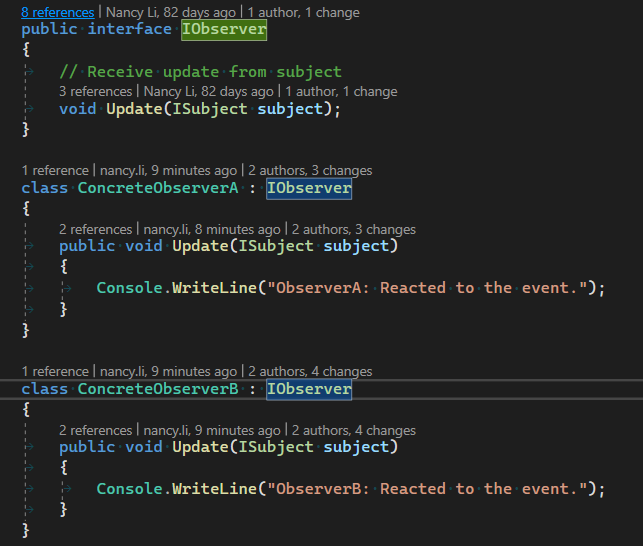 8 references | Nancy Li, 82 days ago | 1 author, 1 change
public interface IObserver
{
// Receive update from subject
3 references | Nancy Li, 82 days ago | 1 author, 1 change
void Update(ISubject subject);
}
1 reference | nancy.li, 9 minutes ago | 2 authors, 3 changes
class ConcreteObserverA : IObserver
{
2 references | nancy.li, 8 minutes ago | 2 authors, 3 changes
public void Update(ISubject subject)
{
Console.WriteLine("ObserverA: Reacted to the event.");
}
}
1 reference | nancy.li, 9 minutes ago | 2 authors, 4 changes
class ConcreteObserverB : IObserver
{
2 references | nancy.li, 9 minutes ago | 2 authors, 4 changes
public void Update(ISubject subject)
{
Console.WriteLine("ObserverB: Reacted to the event.");
}
}